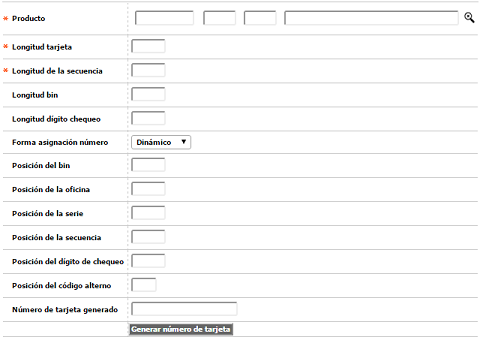 * Producto
* Longitud tarjeta
* Longitud de la secuencia
Longitud bin
Longitud dígito chequeo
Forma asignación número Dinámico
Posición del bin
Posición de la oficina
Posición de la serie
Posición de la secuencia
Posición del dígito de chequeo
Posición del código alterno
Número de tarjeta generado
Generar número de tarjeta